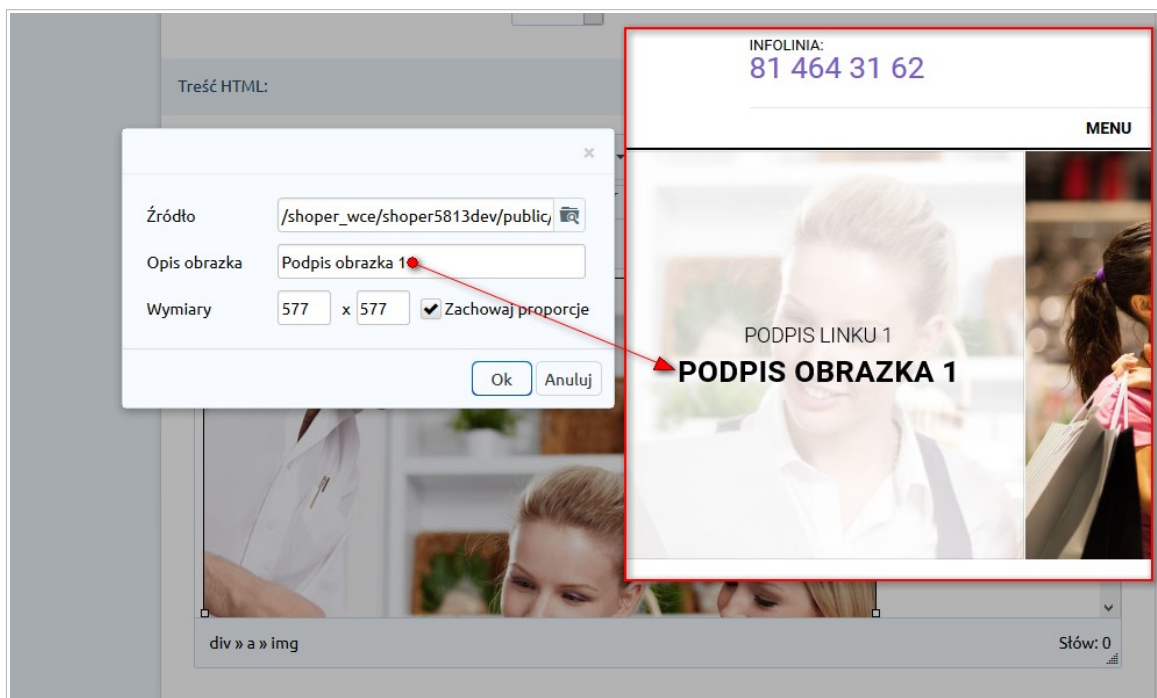 Treść HTML:
Źródło
/shoper_wce/shoper5813dev/public/
Opis obrazka
Podpis obrazka 1
Wymiary
577 x 577 Zachowaj proporcje
Ok Anuluj
div » a » img
Słów: 0
INFOLINIA:
81 464 31 62
MENU
PODPIS LINKU 1
PODPIS OBRAZKA 1